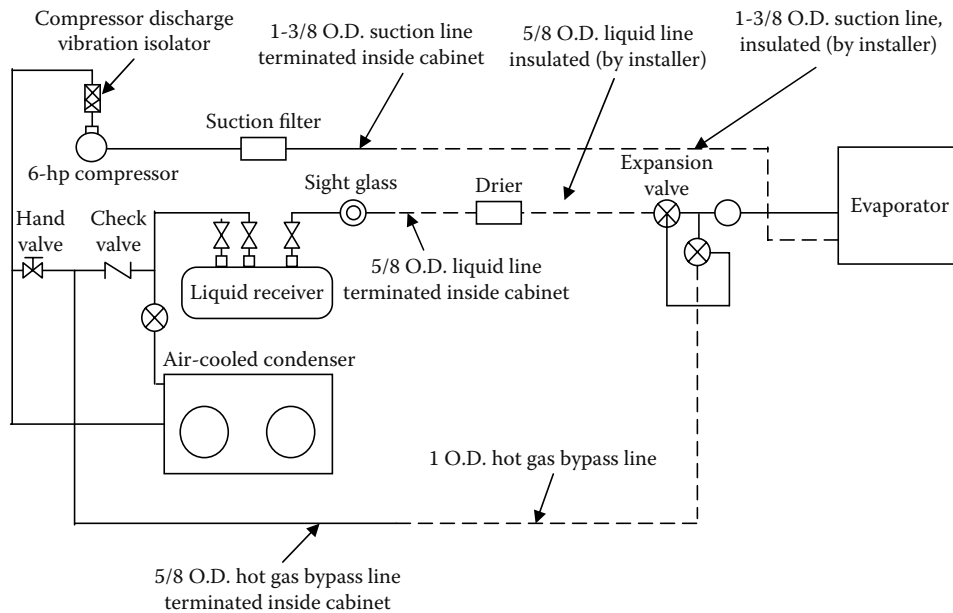 Compressor discharge
vibration isolator
1-3/8 O.D. suction line
terminated inside cabinet
5/8 O.D. liquid line
insulated (by installer)
1-3/8 O.D. suction line,
insulated (by installer)
Suction filter
6-hp compressor
Expansion
valve
Sight glass
Drier
Evaporator
Hand
valve
Check
valve
5/8 O.D. liquid line
terminated inside cabinet
Liquid receiver
Air-cooled condenser
1 O.D. hot gas bypass line
5/8 O.D. hot gas bypass line
terminated inside cabinet